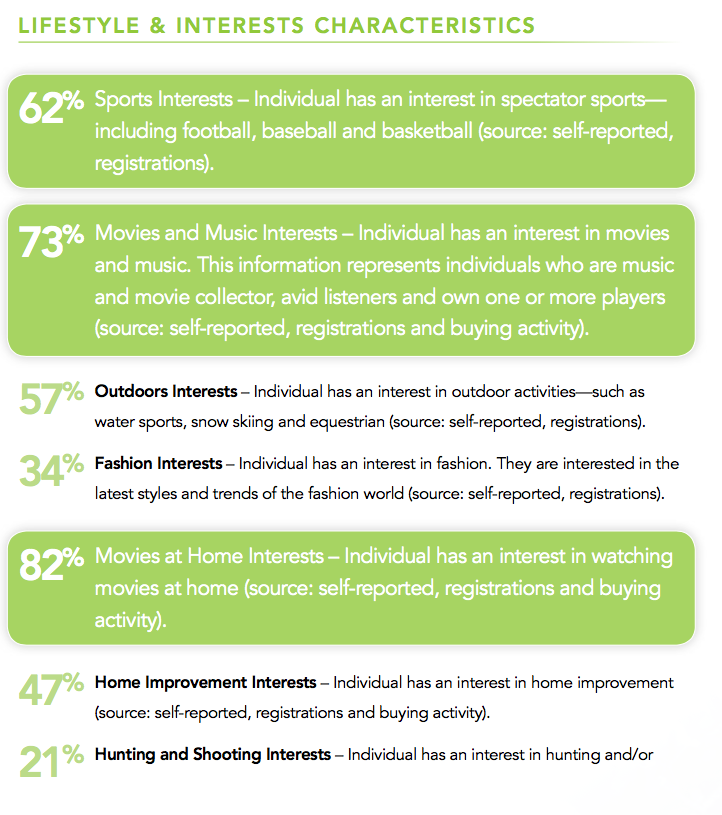 LIFESTYLE & INTERESTS CHARACTERISTICS
62% Sports Interests – Individual has an interest in spectator sports—
including football, baseball and basketball (source: self-reported,
registrations).
73% Movies and Music Interests – Individual has an interest in movies
and music. This information represents individuals who are music
and movie collector, avid listeners and own one or more players
(source: self-reported, registrations and buying activity).
57% Outdoors Interests – Individual has an interest in outdoor activities—such as
water sports, snow skiing and equestrian (source: self-reported, registrations).
34% Fashion Interests – Individual has an interest in fashion. They are interested in the
latest styles and trends of the fashion world (source: self-reported, registrations).
82% Movies at Home Interests – Individual has an interest in watching
movies at home (source: self-reported, registrations and buying
activity).
47% Home Improvement Interests – Individual has an interest in home improvement
(source: self-reported, registrations and buying activity).
21% Hunting and Shooting Interests – Individual has an interest in hunting and/or